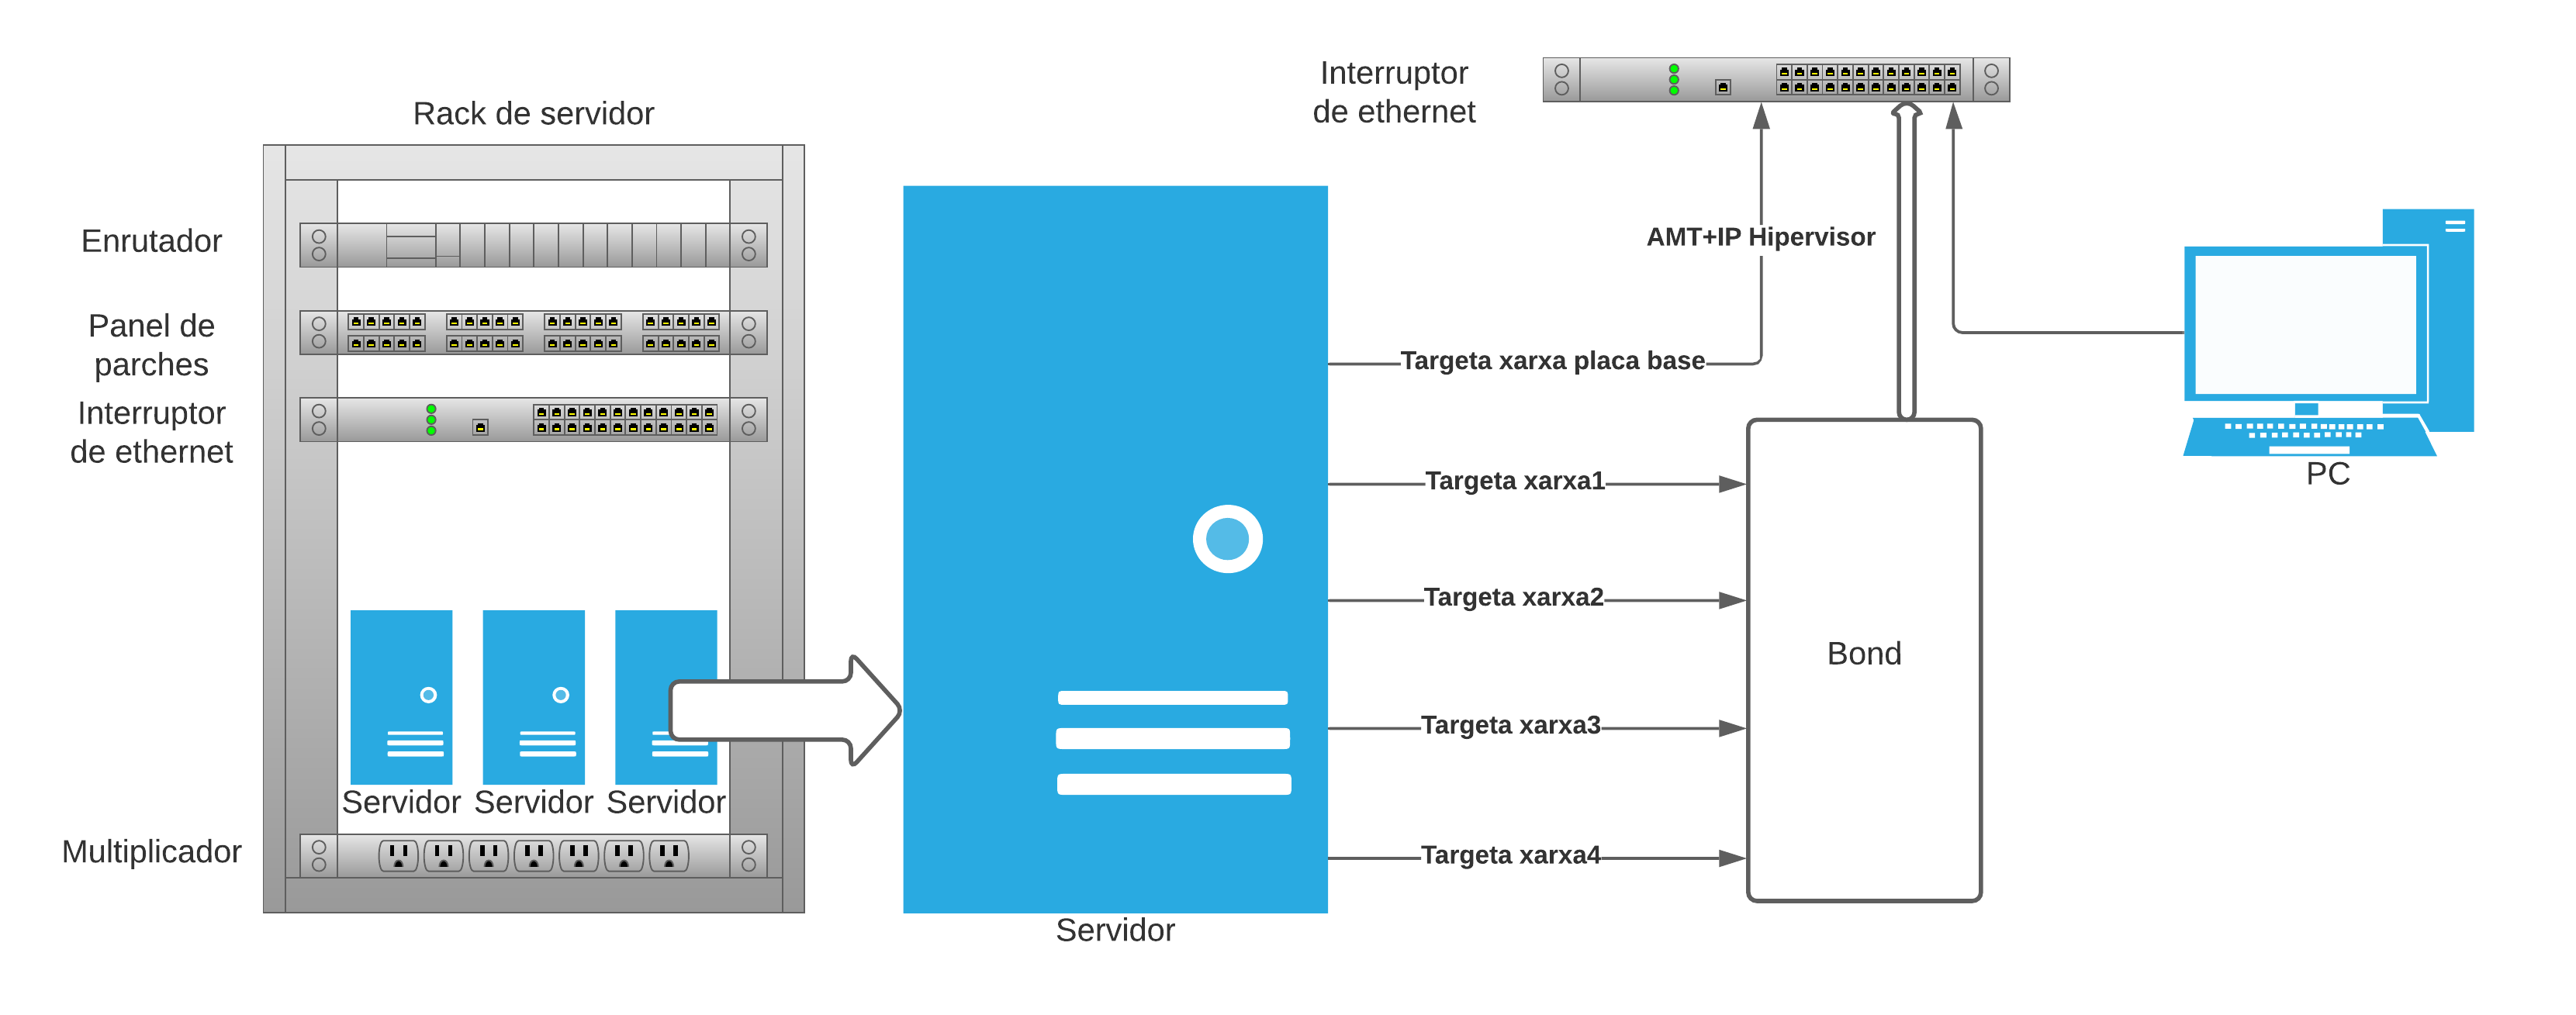 Rack de servidor
Enrutador
Panel de
parches
Interruptor
de ethernet
Servidor
Servidor
Servidor
Multiplicador
Servidor
Interruptor
de ethernet
AMT+IP Hipervisor
Targeta xarxa placa base
Targeta xarxa1
Targeta xarxa2
Targeta xarxa3
Targeta xarxa4
Bond
PC